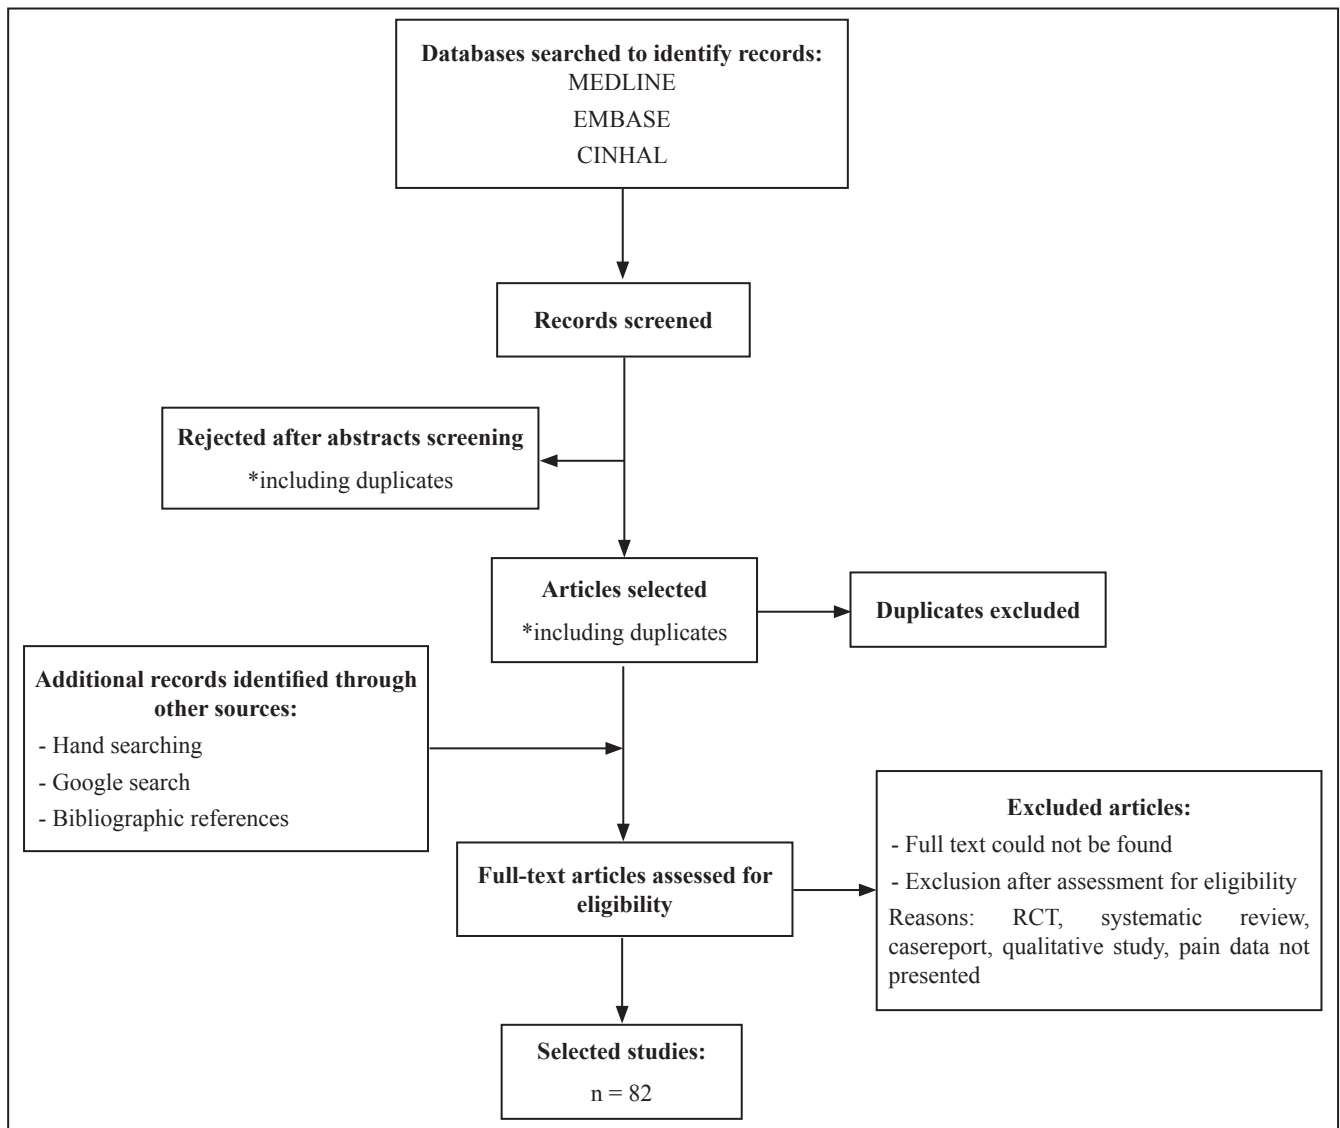 Databases searched to identify records:
MEDLINE
EMBASE
CINHAL
Records screened
Rejected after abstracts screening
*including duplicates
Articles selected
*including duplicates
Duplicates excluded
Additional records identified through
other sources:
- Hand searching
- Google search
- Bibliographic references
Full-text articles assessed for
eligibility
Excluded articles:
- Full text could not be found
- Exclusion after assessment for eligibility
Reasons: RCT, systematic review,
casereport, qualitative study, pain data not
presented
Selected studies:
n = 82